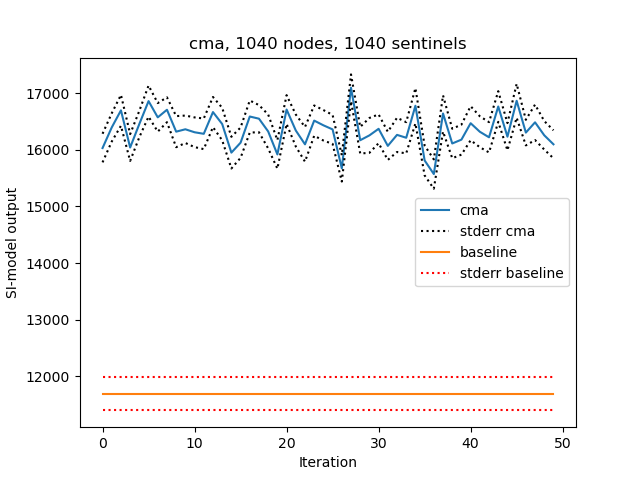 cma, 1040 nodes, 1040 sentinels
SI-model output
17000
16000
15000
14000
13000
12000
cma
stderr cma
baseline
stderr baseline
0 10 20 30 40 50
Iteration